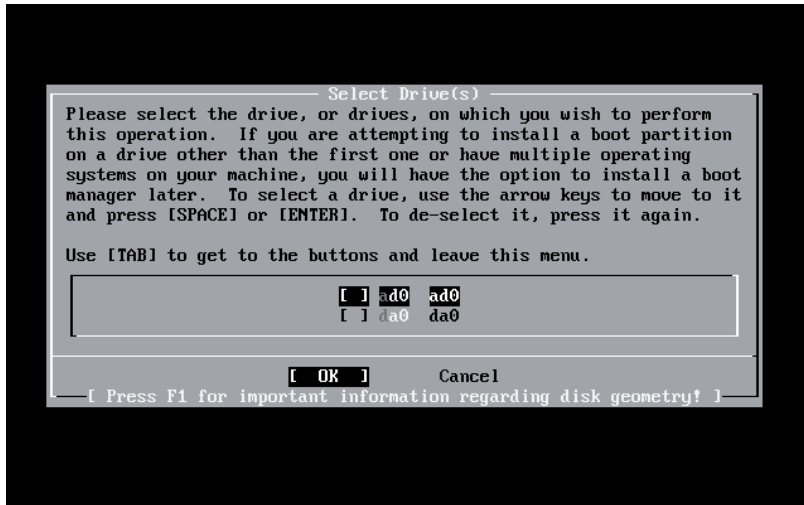 Select Drive(s)
Please select the drive, or drives, on which you wish to perform
this operation.  If you are attempting to install a boot partition
on a drive other than the first one or have multiple operating
systems on your machine, you will have the option to install a boot
manager later.  To select a drive, use the arrow keys to move to it
and press [SPACE] or [ENTER].  To de-select it, press it again.
Use [TAB] to get to the buttons and leave this menu.
[ ] ad0  ad0
[ ] da0  da0
[  OK  ]       Cancel
[ Press F1 for important information regarding disk geometry! ]